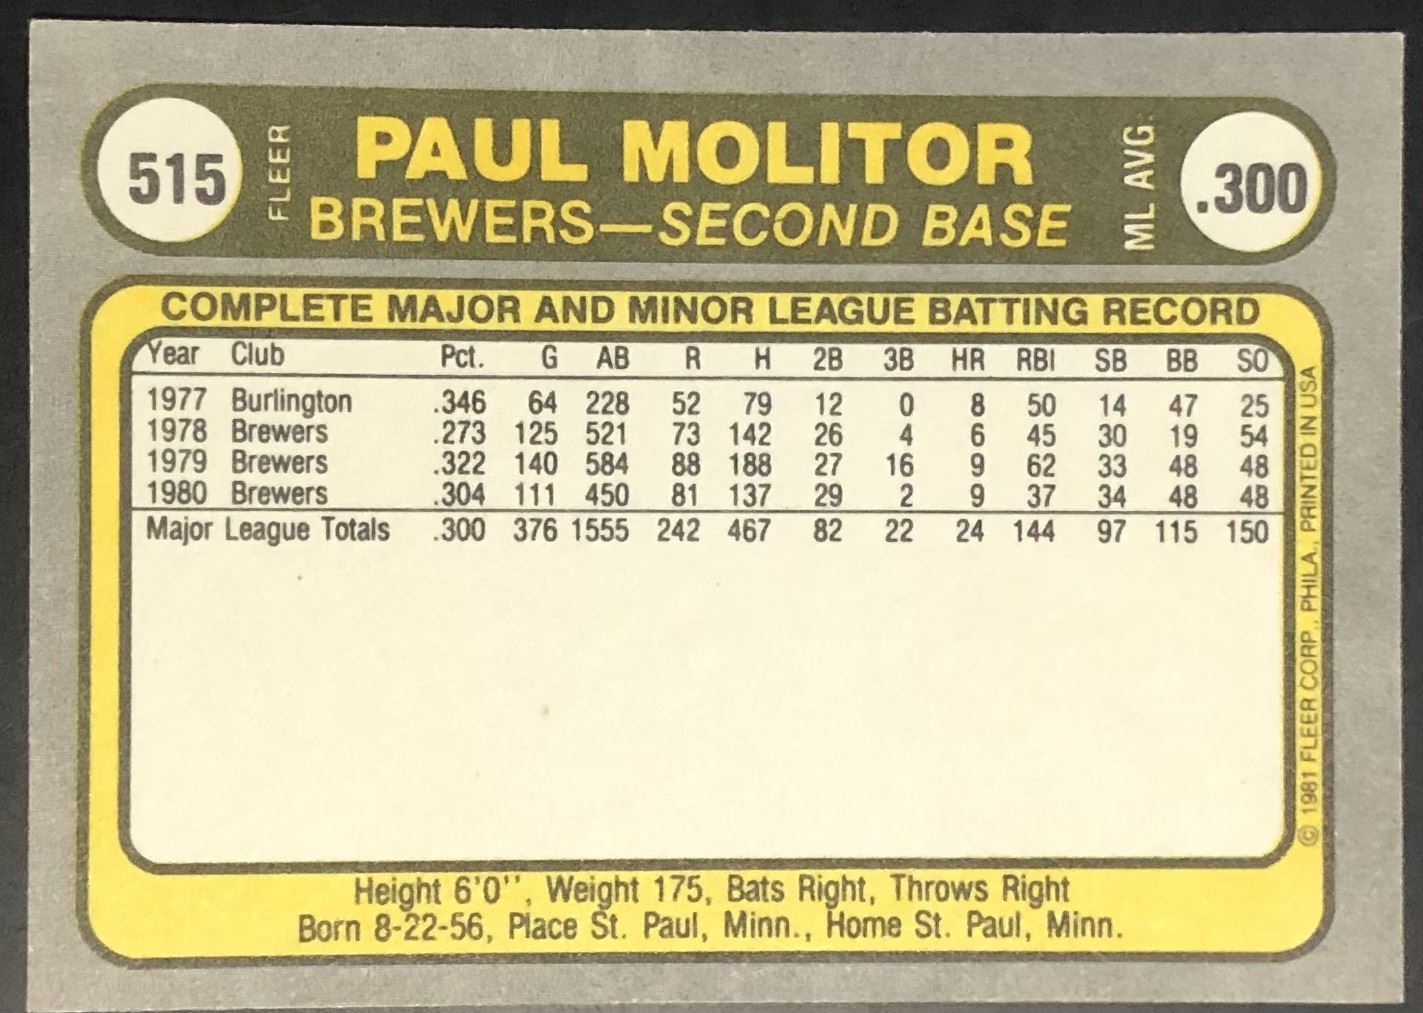 515 FLEER PAUL MOLITOR ML AVG. .300
BREWERS—SECOND BASE
COMPLETE MAJOR AND MINOR LEAGUE BATTING RECORD
Year Club Pct. G AB R H 2B 3B HR RBI SB BB SO
1977 Burlington .346 64 228 52 79 12 0 8 50 14 47 25
1978 Brewers .273 125 521 73 142 26 4 6 45 30 19 54
1979 Brewers .322 140 584 88 188 27 16 9 62 33 48 48
1980 Brewers .304 111 450 81 137 29 2 9 37 34 48 48
Major League Totals .300 376 1555 242 467 82 22 24 144 97 115 150
© 1981 FLEER CORP., PHILA., PRINTED IN USA
Height 6'0'', Weight 175, Bats Right, Throws Right
Born 8-22-56, Place St. Paul, Minn., Home St. Paul, Minn.